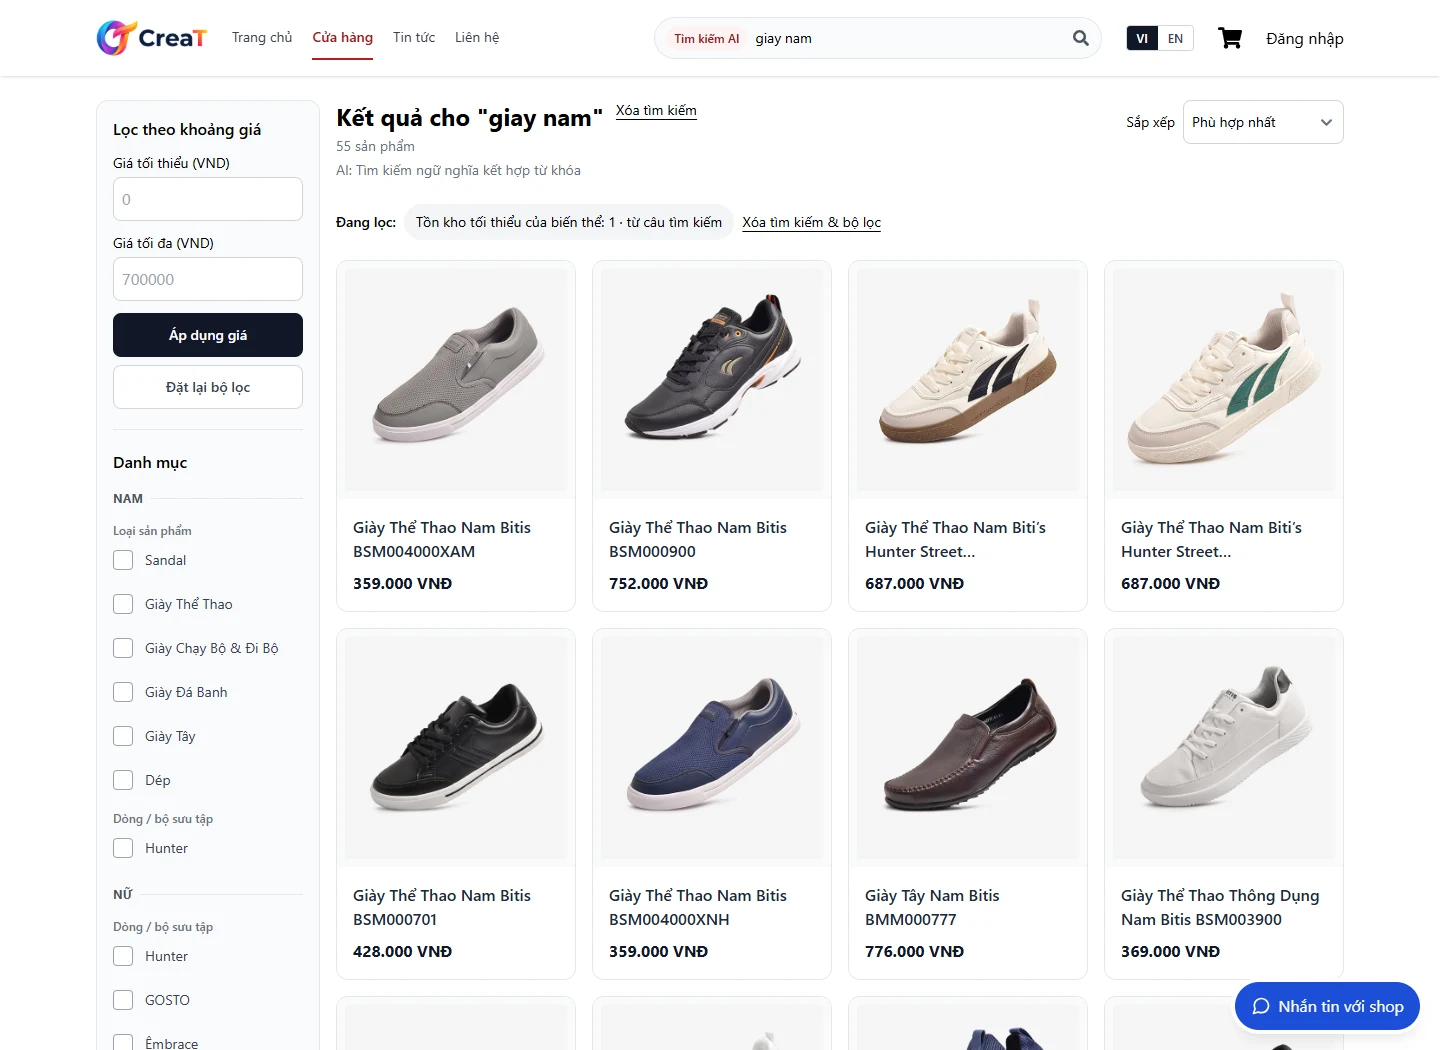 CreaT
Trang chủ
Cửa hàng
Tin tức
Liên hệ
Tìm kiếm AI
giay nam
VI
EN
Đăng nhập
Lọc theo khoảng giá
Giá tối thiểu (VND)
0
Giá tối đa (VND)
700000
Áp dụng giá
Đặt lại bộ lọc
Danh mục
NAM
Loại sản phẩm
Sandal
Giày Thể Thao
Giày Chạy Bộ & Đi Bộ
Giày Đá Banh
Giày Tây
Dép
Dòng / bộ sưu tập
Hunter
NỮ
Dòng / bộ sưu tập
Hunter
GOSTO
Êmbrace
Kết quả cho "giay nam"
Xóa tìm kiếm
55 sản phẩm
AI: Tìm kiếm ngữ nghĩa kết hợp từ khóa
Sắp xếp
Phù hợp nhất
Đang lọc:
Tồn kho tối thiểu của biến thể: 1 · từ câu tìm kiếm
Xóa tìm kiếm & bộ lọc
Giày Thể Thao Nam Bitis
BSM004000XAM
359.000 VNĐ
Giày Thể Thao Nam Bitis
BSM000900
752.000 VNĐ
Giày Thể Thao Nam Biti’s
Hunter Street...
687.000 VNĐ
Giày Thể Thao Nam Biti’s
Hunter Street...
687.000 VNĐ
Giày Thể Thao Nam Bitis
BSM000701
428.000 VNĐ
Giày Thể Thao Nam Bitis
BSM004000XNH
359.000 VNĐ
Giày Tây Nam Bitis
BMM000777
776.000 VNĐ
Giày Thể Thao Thông Dụng
Nam Bitis BSM003900
369.000 VNĐ
Nhắn tin với shop